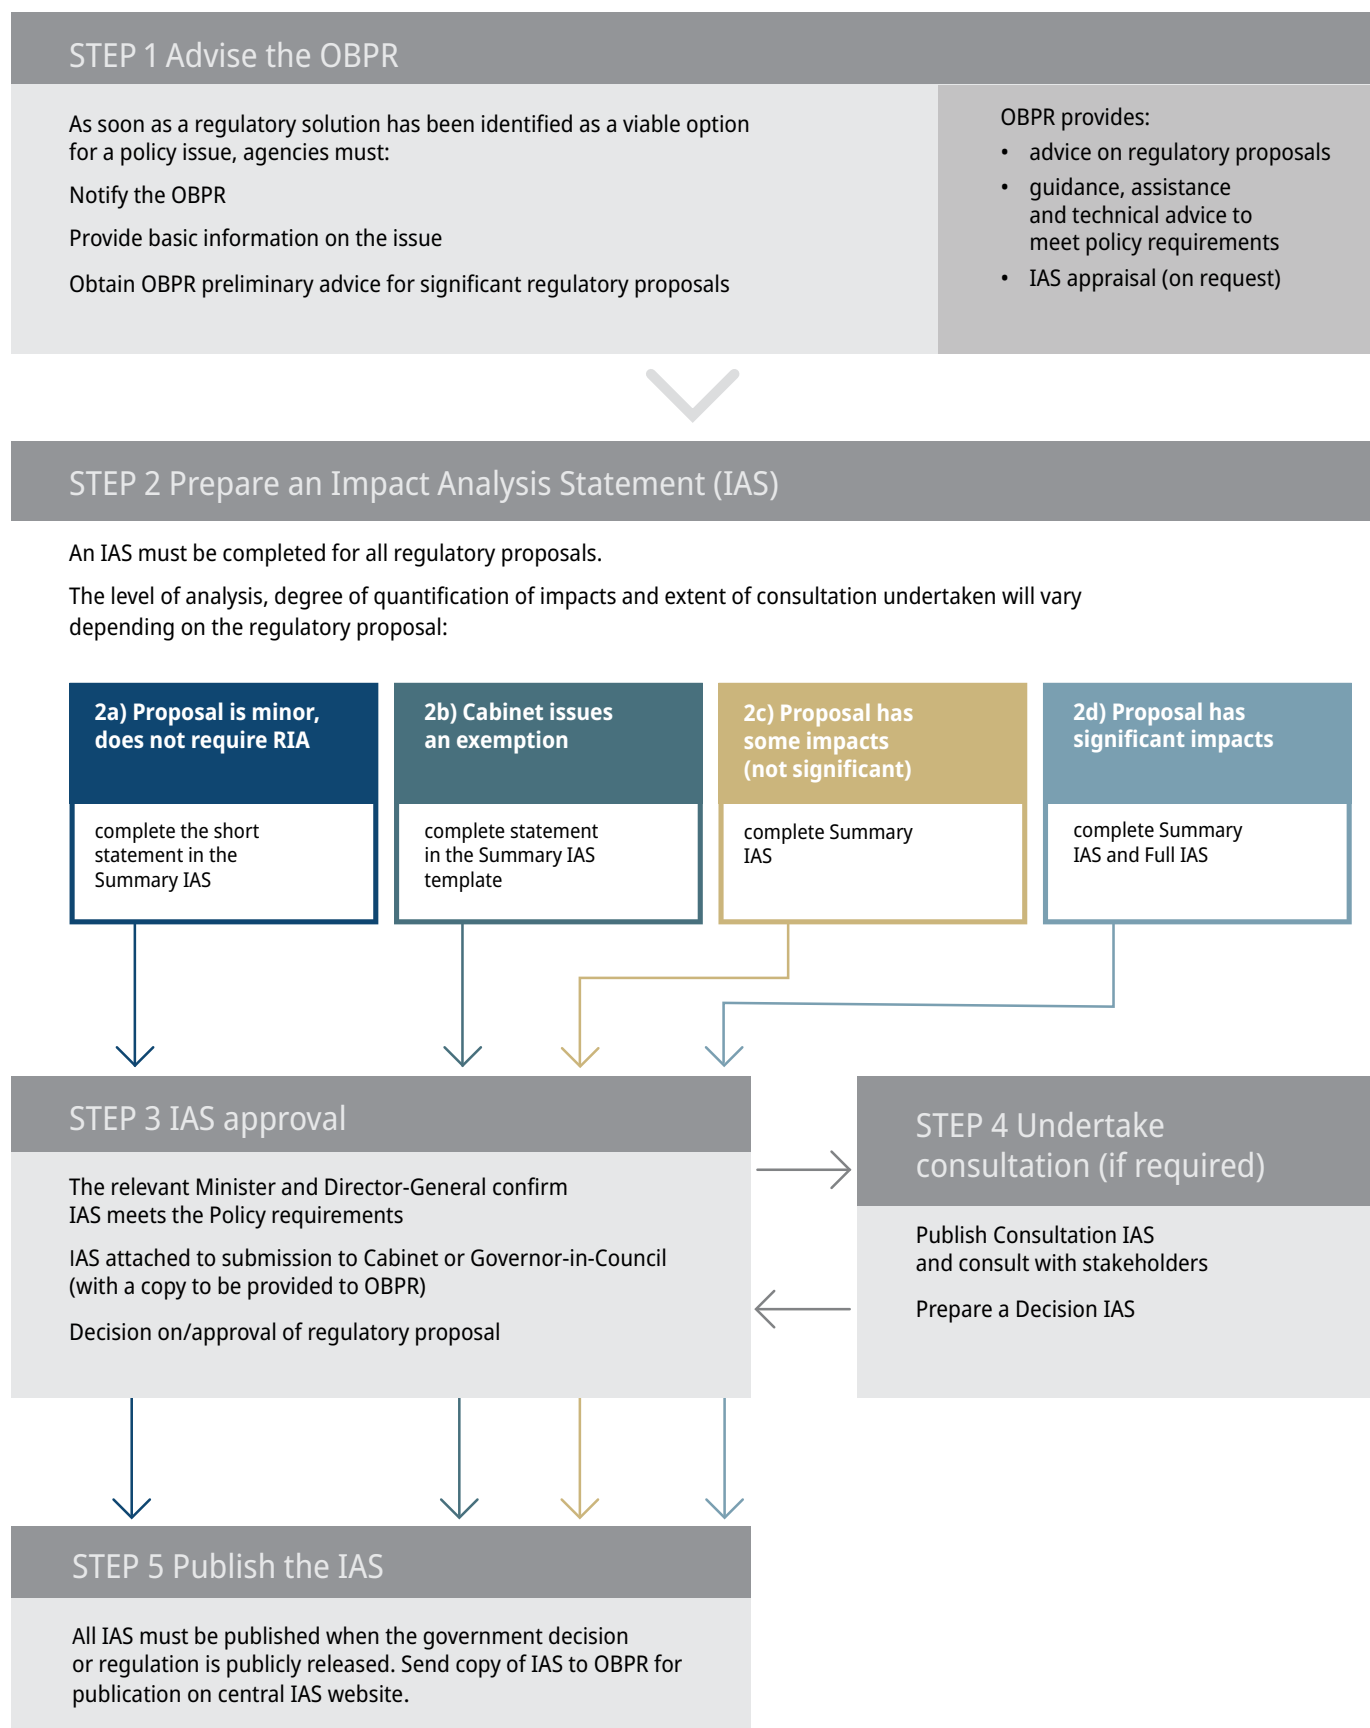 STEP 1 Advise the OBPR
As soon as a regulatory solution has been identified as a viable option
for a policy issue, agencies must:
Notify the OBPR
Provide basic information on the issue
Obtain OBPR preliminary advice for significant regulatory proposals
OBPR provides:
• advice on regulatory proposals
• guidance, assistance
and technical advice to
meet policy requirements
• IAS appraisal (on request)
STEP 2 Prepare an Impact Analysis Statement (IAS)
An IAS must be completed for all regulatory proposals.
The level of analysis, degree of quantification of impacts and extent of consultation undertaken will vary
depending on the regulatory proposal:
2a) Proposal is minor,
does not require RIA
complete the short
statement in the
Summary IAS
2b) Cabinet issues
an exemption
complete statement
in the Summary IAS
template
2c) Proposal has
some impacts
(not significant)
complete Summary
IAS
2d) Proposal has
significant impacts
complete Summary
IAS and Full IAS
STEP 3 IAS approval
The relevant Minister and Director-General confirm
IAS meets the Policy requirements
IAS attached to submission to Cabinet or Governor-in-Council
(with a copy to be provided to OBPR)
Decision on/approval of regulatory proposal
STEP 4 Undertake
consultation (if required)
Publish Consultation IAS
and consult with stakeholders
Prepare a Decision IAS
STEP 5 Publish the IAS
All IAS must be published when the government decision
or regulation is publicly released. Send copy of IAS to OBPR for
publication on central IAS website.